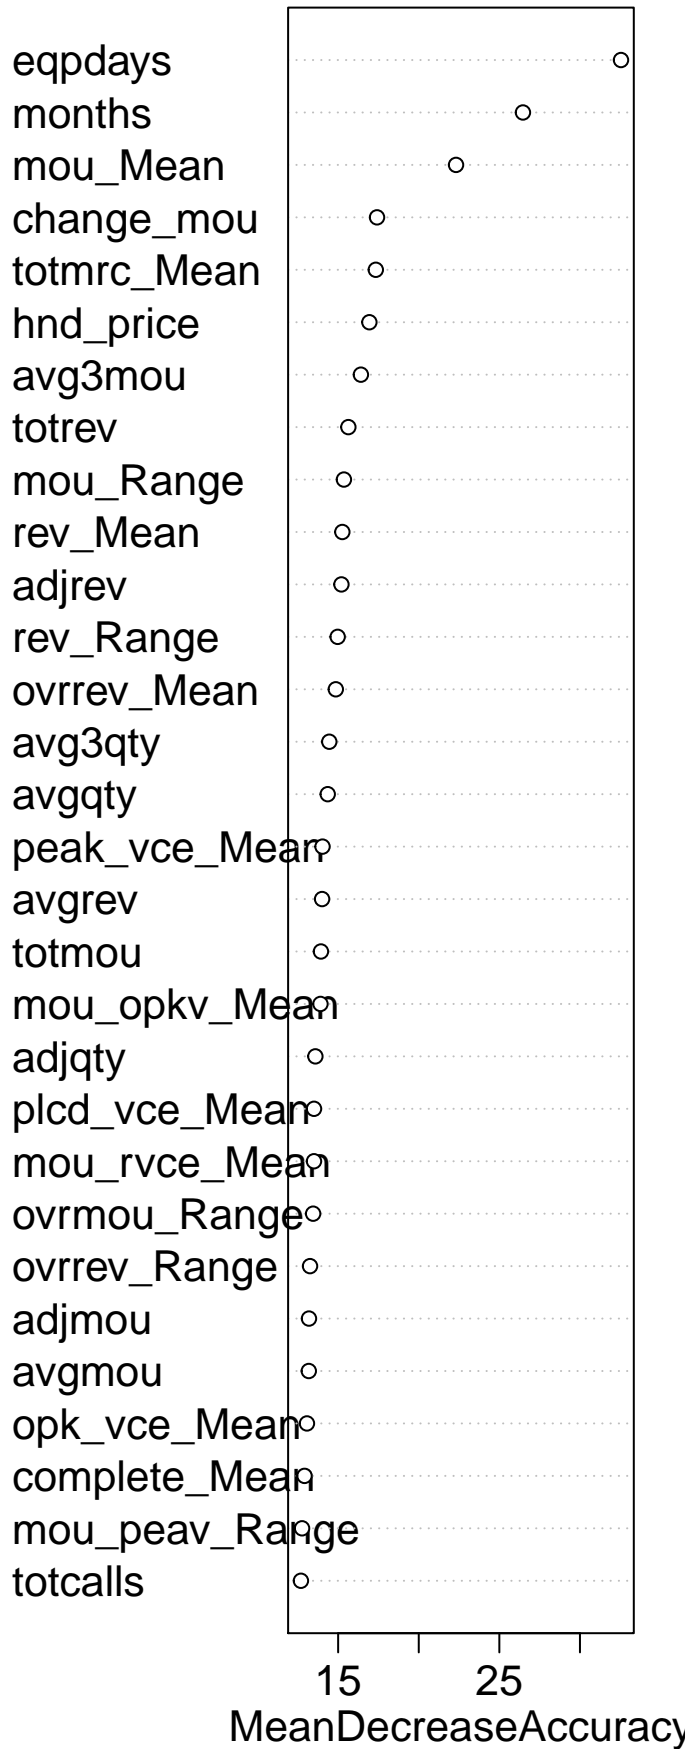 eqpdays
months
mou_Mean
change_mou
totmrc_Mean
hnd_price
avg3mou
totrev
mou_Range
rev_Mean
adjrev
rev_Range
ovrrev_Mean
avg3qty
avgqty
peak_vce_Mean
avgrev
totmou
mou_opkv_Mean
adjqty
plcd_vce_Mean
mou_rvce_Mean
ovrmou_Range
ovrrev_Range
adjmou
avgmou
opk_vce_Mean
complete_Mean
mou_peav_Range
totcalls
15 25
MeanDecreaseAccuracy